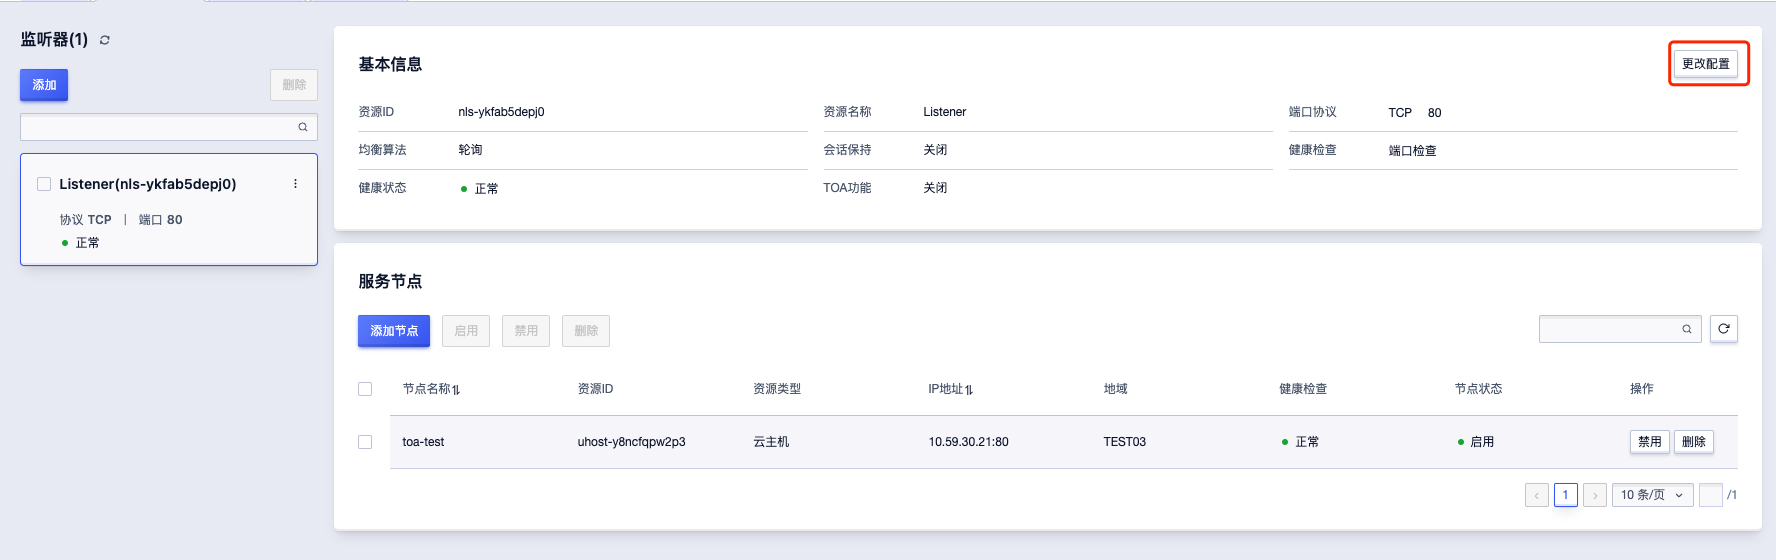 监听器(1)
添加
删除
Listener(nls-ykfab5depj0)
协议 TCP | 端口 80
正常
基本信息
更改配置
资源ID nls-ykfab5depj0 资源名称 Listener 端口协议 TCP 80
均衡算法 轮询 会话保持 关闭 健康检查 端口检查
健康状态 正常 TOA功能 关闭
服务节点
添加节点 启用 禁用 删除
节点名称 资源ID 资源类型 IP地址 地域 健康检查 节点状态 操作
toa-test uhost-y8ncfqpw2p3 云主机 10.59.30.21:80 TEST03 正常 启用 禁用 删除
1 10 条/页 /1